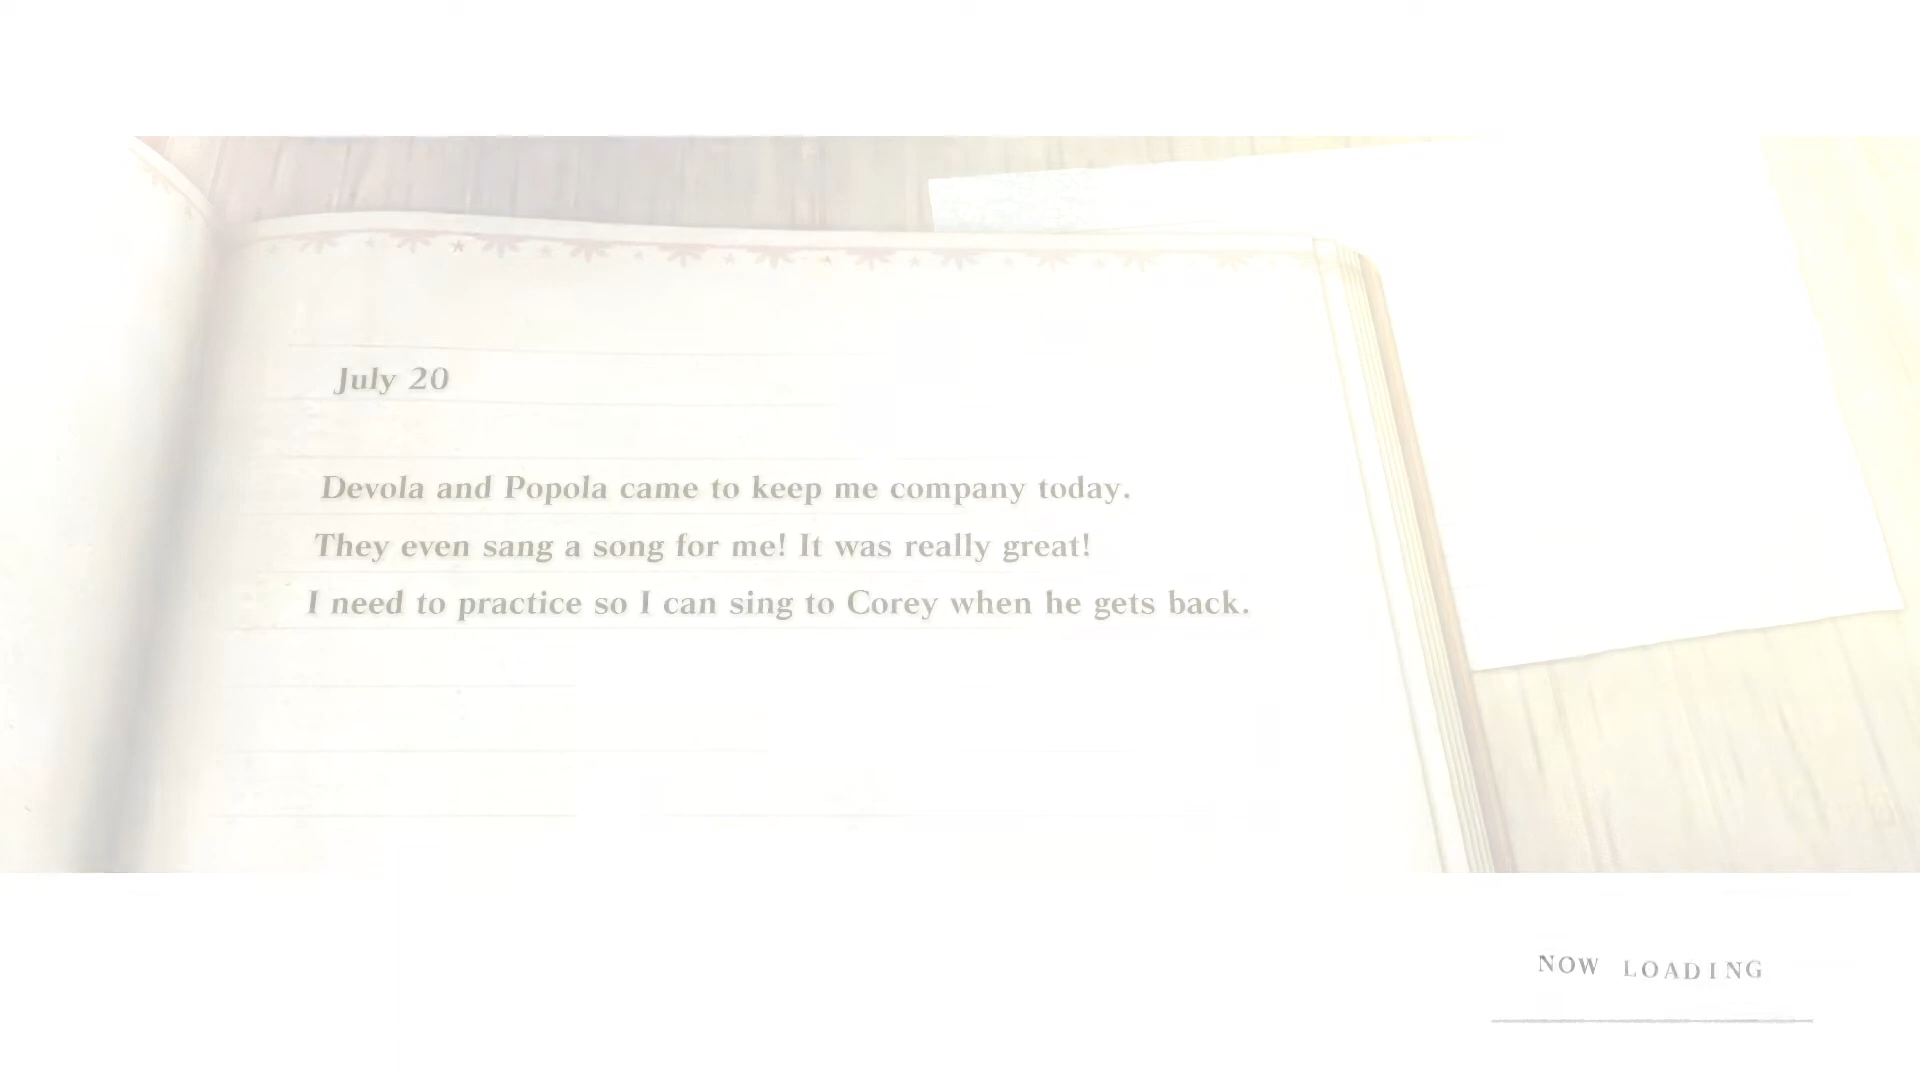 July 20
Devola and Popola came to keep me company today.
They even sang a song for me! It was really great!
I need to practice so I can sing to Corey when he gets back.
NOW LOADING